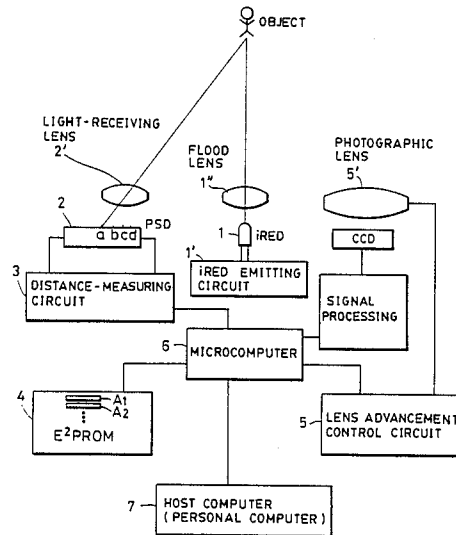 OBJECT
LIGHT-RECEIVING
LENS
2'
FLOOD
LENS
1"
PHOTOGRAPHIC
LENS
5'
2
a b c d
PSD
1
iRED
CCD
3
DISTANCE-MEASURING
CIRCUIT
1'
iRED EMITTING
CIRCUIT
SIGNAL
PROCESSING
6
MICROCOMPUTER
4
A1
A2
E²PROM
5
LENS ADVANCEMENT
CONTROL CIRCUIT
7
HOST COMPUTER
(PERSONAL COMPUTER)